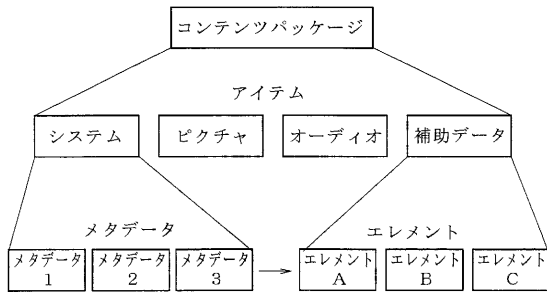 コンテンツパッケージ
アイテム
システム
ピクチャ
オーディオ
補助データ
メタデータ
エレメント
メタデータ
1
メタデータ
2
メタデータ
3
エレメント
A
エレメント
B
エレメント
C